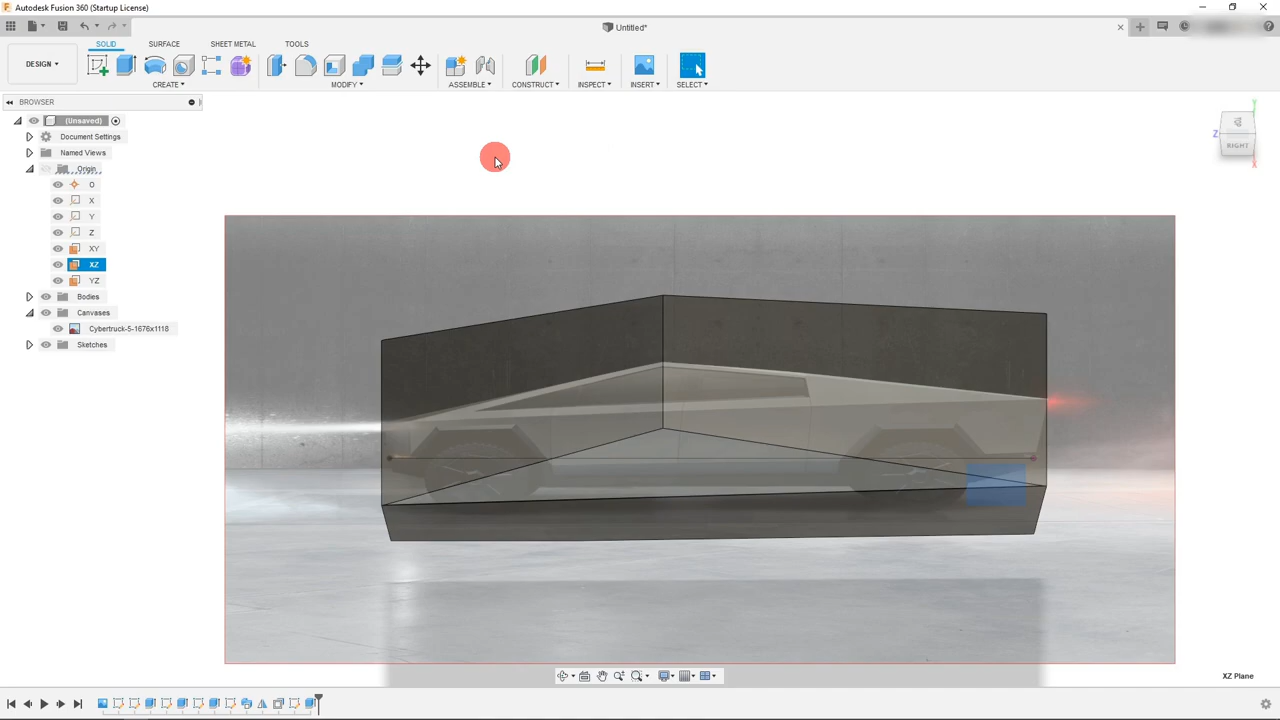 Autodesk Fusion 360 (Startup License)
Untitled*
DESIGN
SOLID
SURFACE
SHEET METAL
TOOLS
CREATE
MODIFY
ASSEMBLE
CONSTRUCT
INSPECT
INSERT
SELECT
BROWSER
(Unsaved)
Document Settings
Named Views
Origin
O
X
Y
Z
XY
XZ
YZ
Bodies
Canvases
Cybertruck-5-1676x1118
Sketches
Y
Z
RIGHT
X
XZ Plane